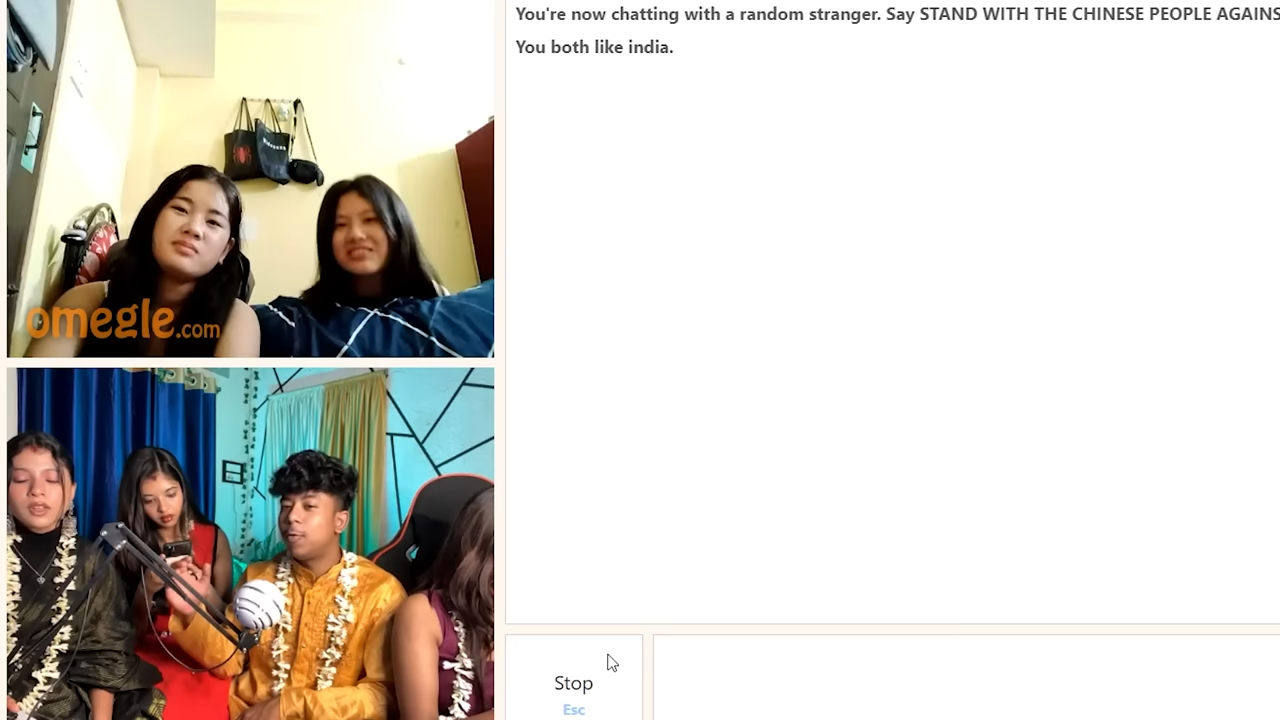 You're now chatting with a random stranger. Say STAND WITH THE CHINESE PEOPLE AGAINS
You both like india.
omegle.com
Stop
Esc